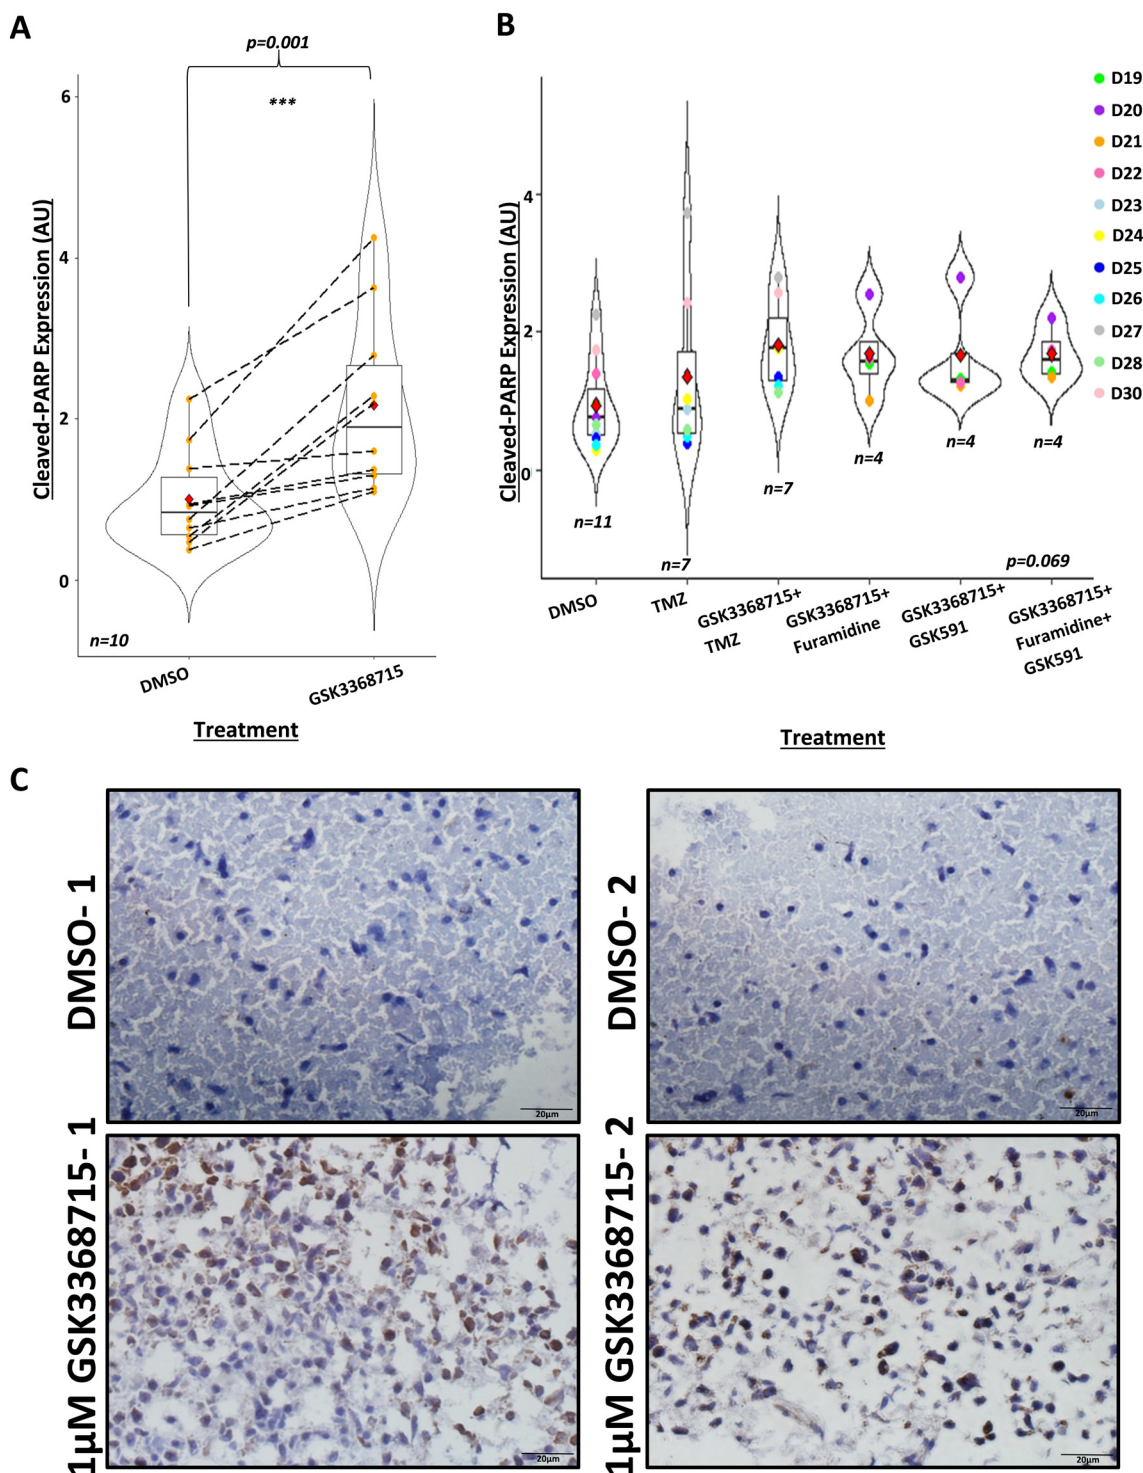 A
p=0.001
***
6
4
2
0
Cleaved-PARP Expression (AU)
n=10
DMSO
GSK3368715
Treatment
B
4
2
0
Cleaved-PARP Expression (AU)
n=11
n=7
n=7
n=4
n=4
n=4
p=0.069
DMSO
TMZ
GSK3368715+
TMZ
GSK3368715+
Furamidine
GSK3368715+
GSK591
GSK3368715+
Furamidine+
GSK591
Treatment
D19
D20
D21
D22
D23
D24
D25
D26
D27
D28
D30
C
DMSO- 1
20µm
DMSO- 2
20µm
1µM GSK3368715- 1
20µm
1µM GSK3368715- 2
20µm